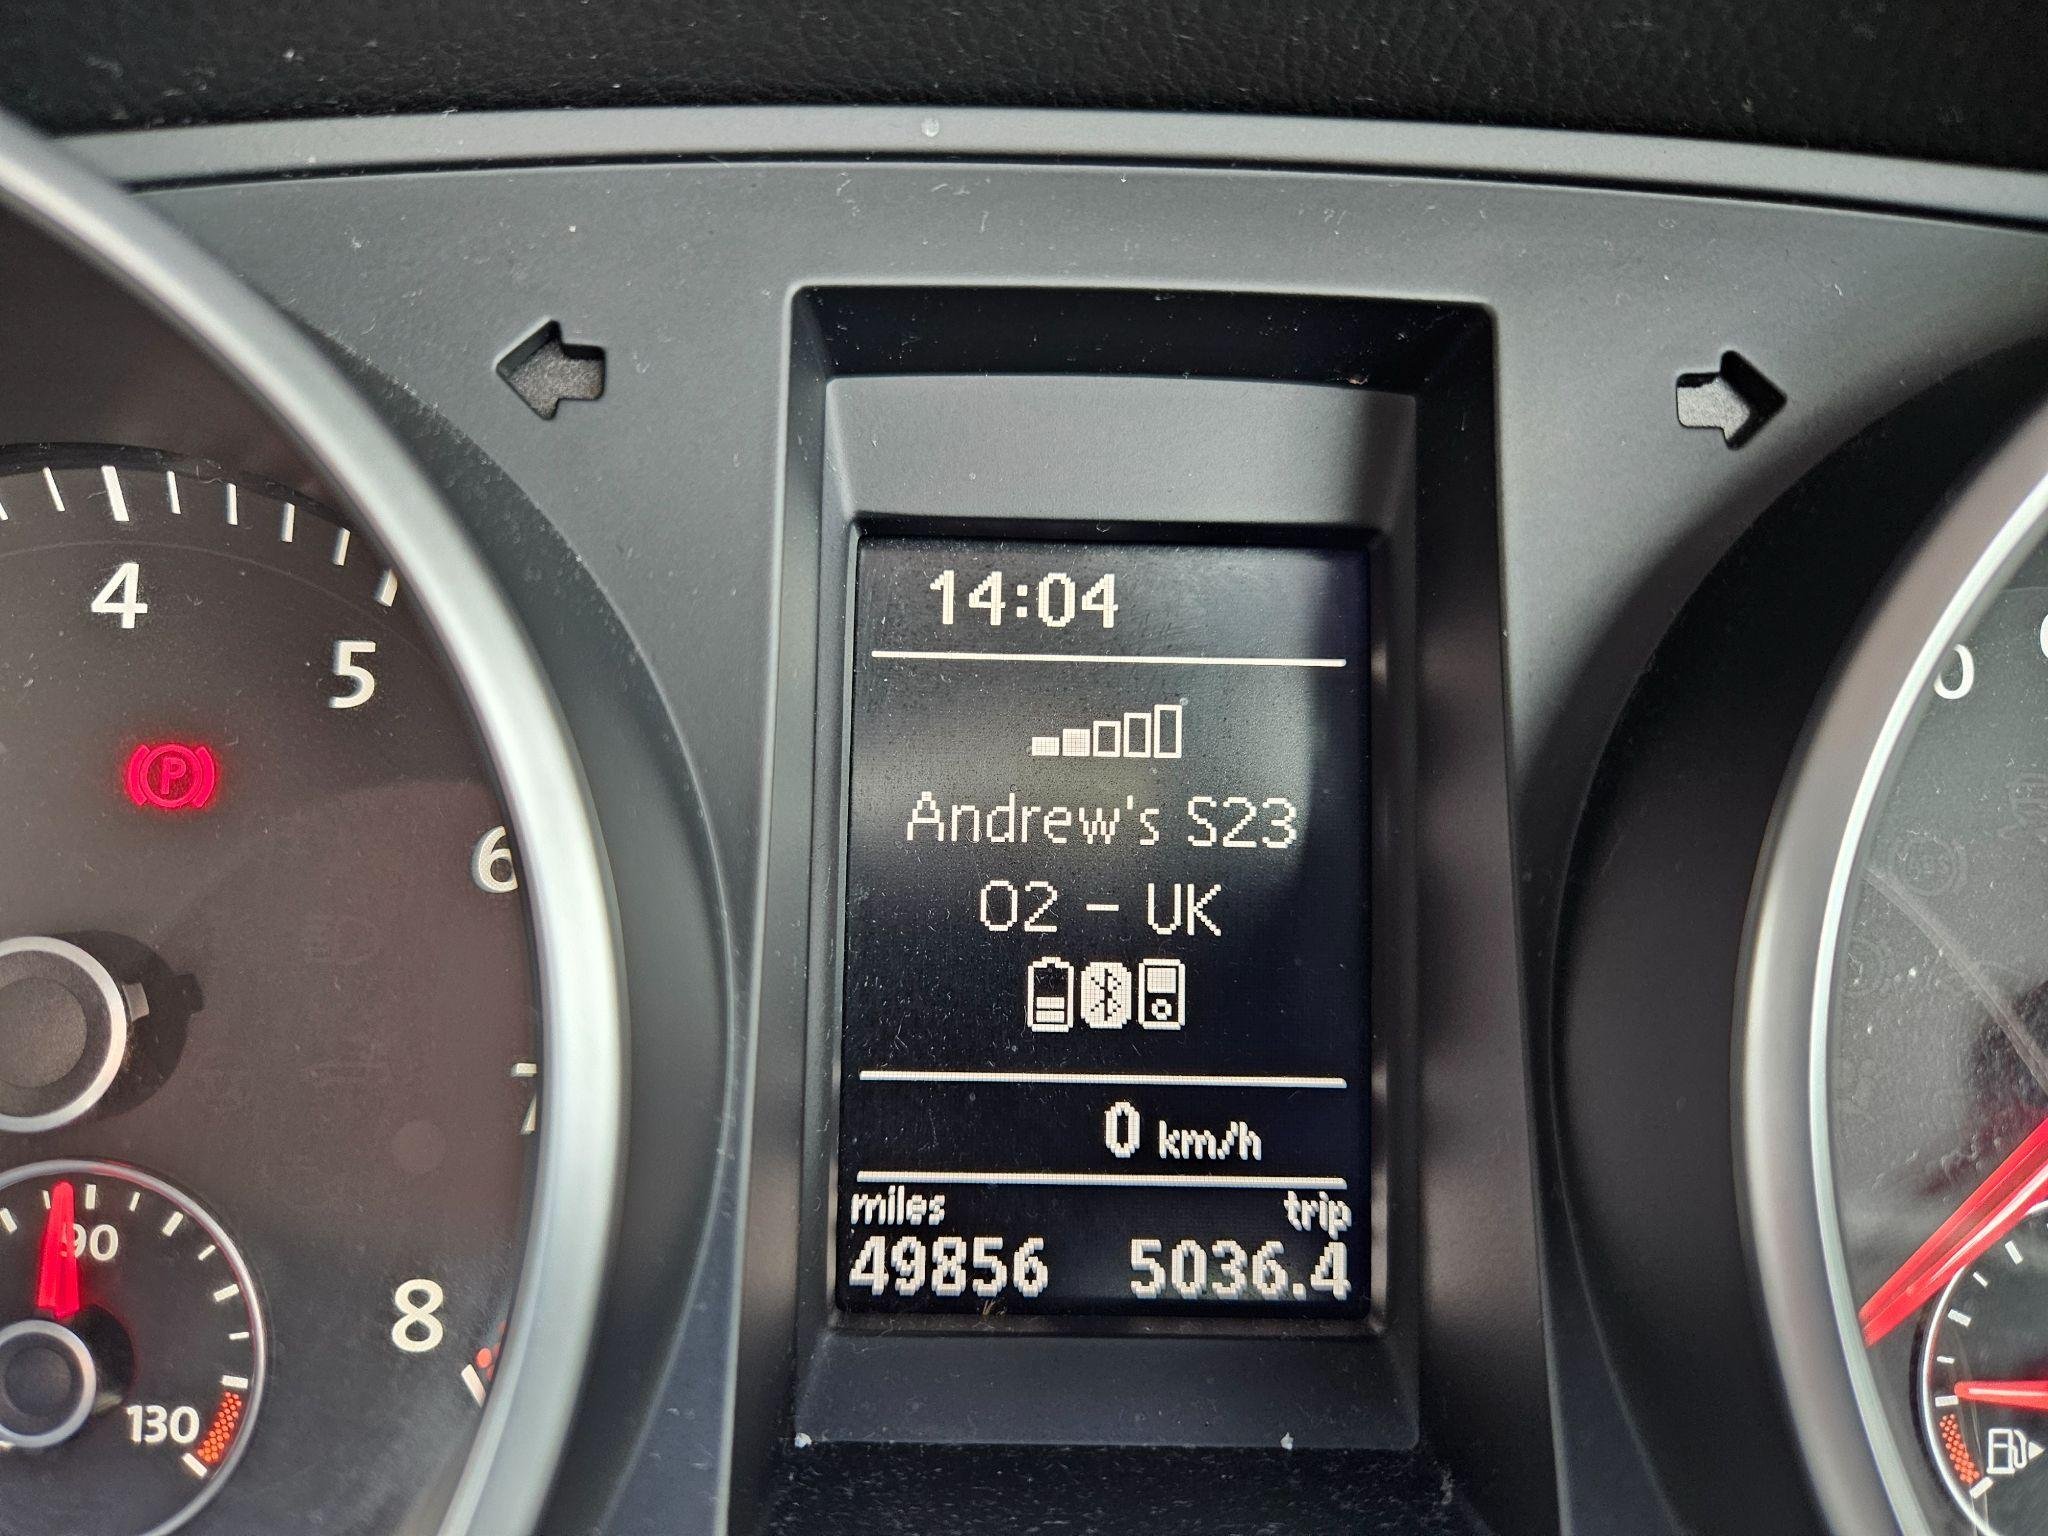 14:04
Andrew's S23
O2 - UK
0 km/h
miles trip
49856 5036.4
4
5
6
7
8
P
90
130
0